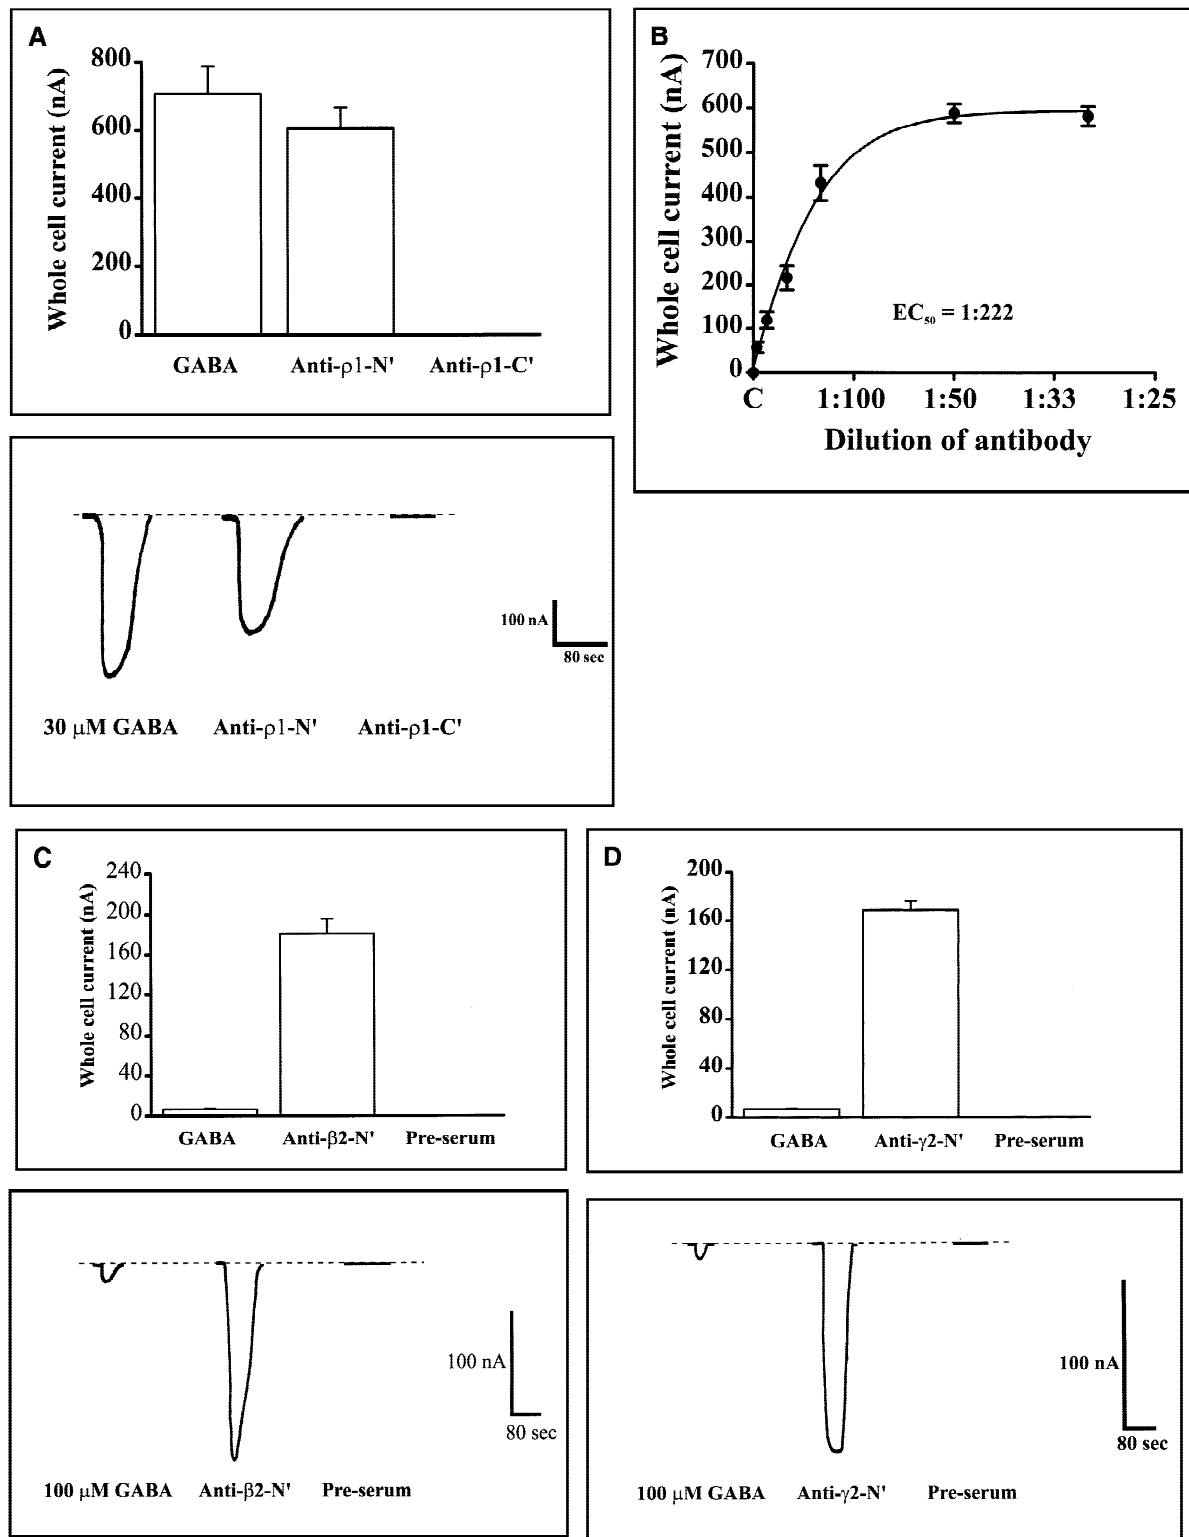 A
Whole cell current (nA)
800
600
400
200
0
GABA
Anti-ρ1-N'
Anti-ρ1-C'
100 nA
80 sec
30 μM GABA
Anti-ρ1-N'
Anti-ρ1-C'
B
Whole cell current (nA)
700
600
500
400
300
200
100
0
EC₅₀ = 1:222
C
1:100
1:50
1:33
1:25
Dilution of antibody
C
Whole cell current (nA)
240
200
160
120
80
40
0
GABA
Anti-β2-N'
Pre-serum
100 nA
80 sec
100 μM GABA
Anti-β2-N'
Pre-serum
D
Whole cell current (nA)
200
160
120
80
40
0
GABA
Anti-γ2-N'
Pre-serum
100 nA
80 sec
100 μM GABA
Anti-γ2-N'
Pre-serum